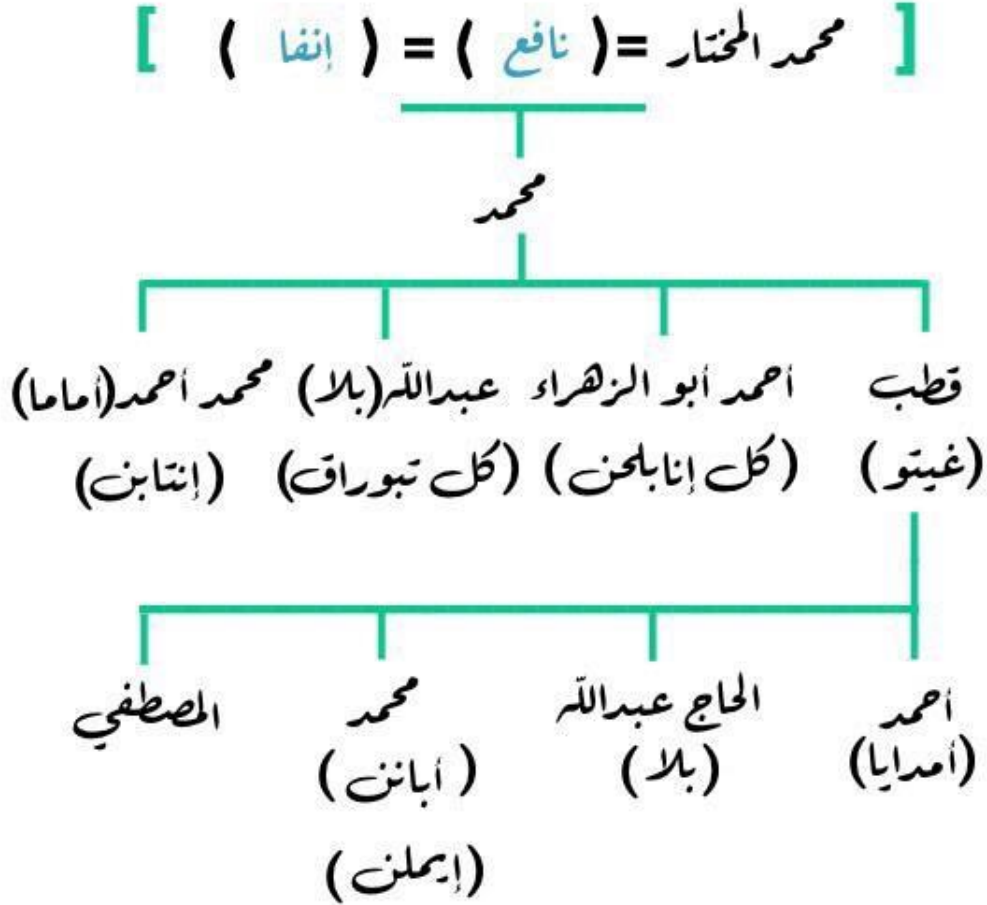 [ محمد المختار =( نافع ) = ( إنفا ) ]
محمد
قطب أحمد أبو الزهراء عبدالله(بلا) محمد أحمد(أماما)
(غيتو) (كل إنابلحن) (كل تبوراق) (إنتابن)
أحمد الحاج عبدالله محمد المصطفي
(أمدايا) (بلا) (أبانن)
(إيملن)